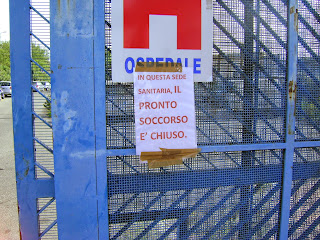 H
OSPEDALE
IN QUESTA SEDE
SANITARIA, IL
PRONTO
SOCCORSO
E' CHIUSO.